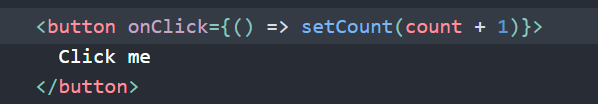 <button onClick={() => setCount(count + 1)}>
Click me
</button>